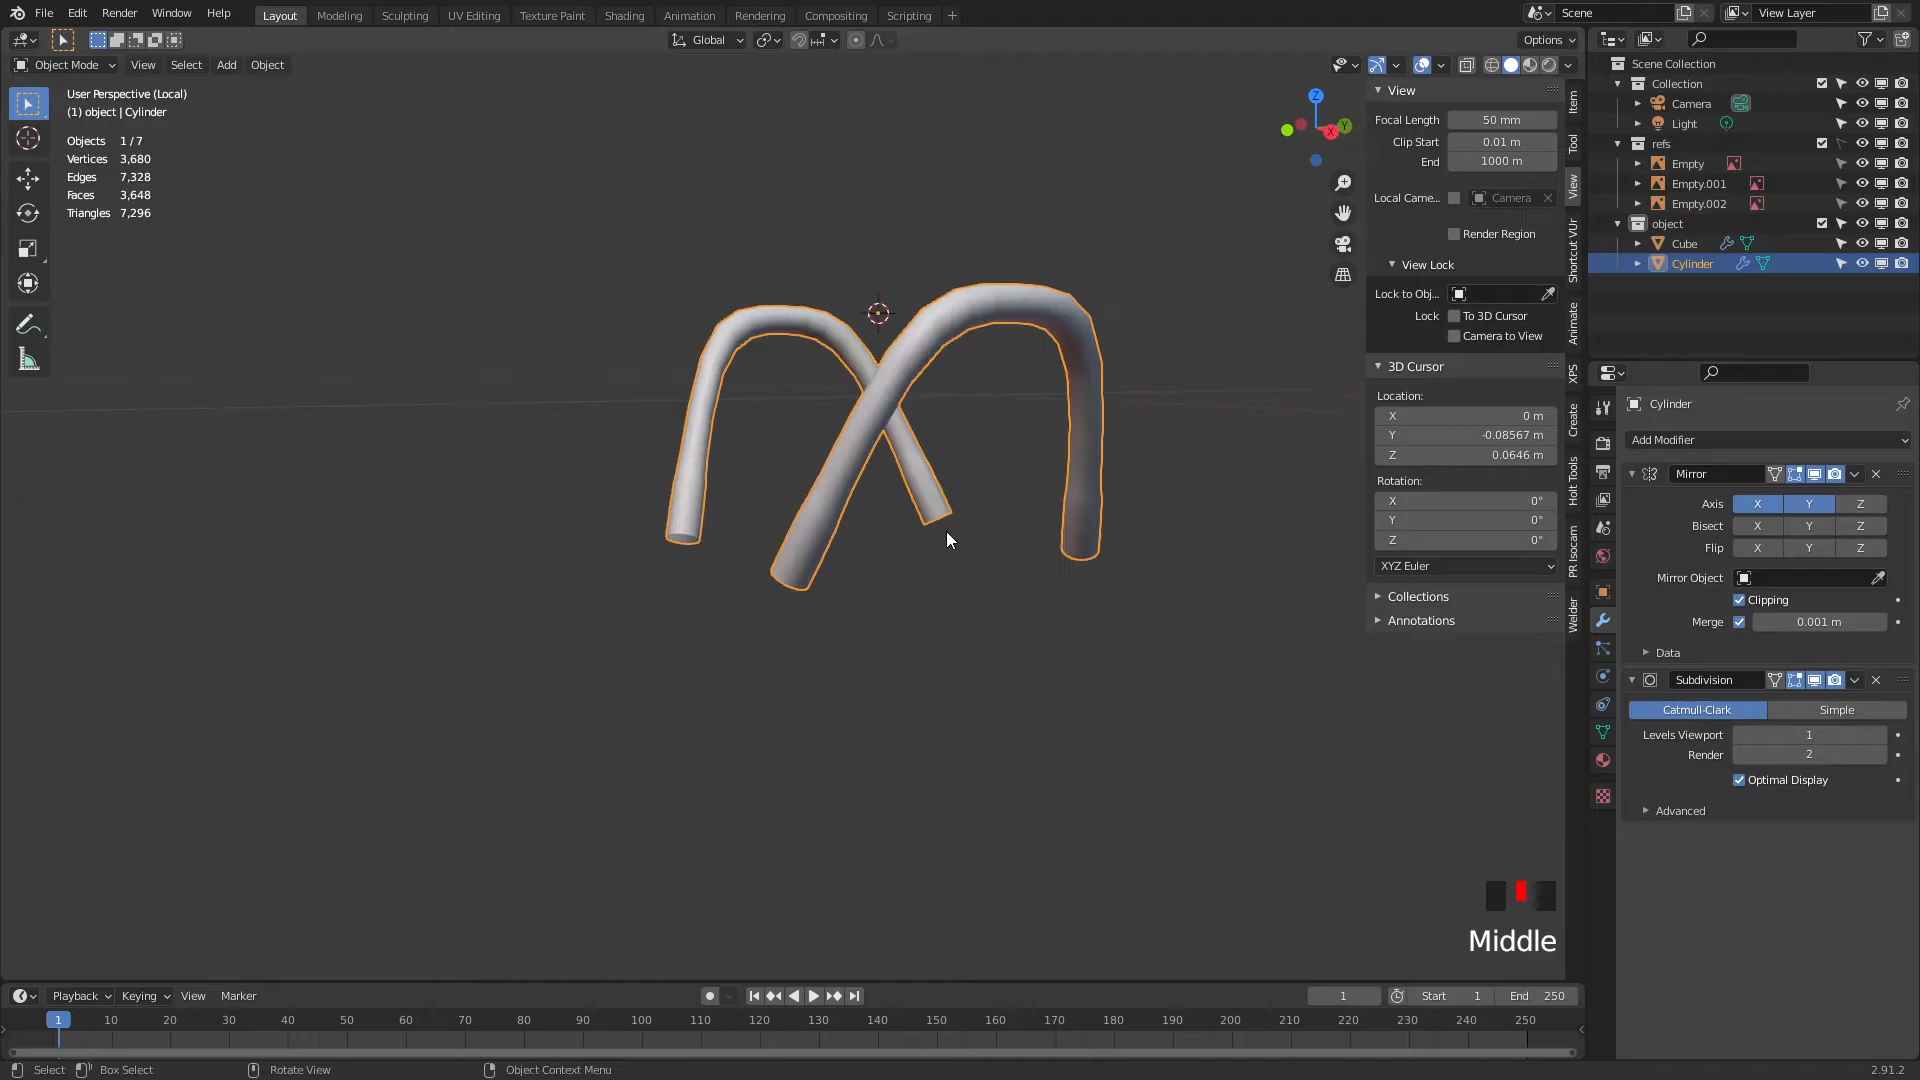 File Edit Render Window Help Layout Modeling Sculpting UV Editing Texture Paint Shading Animation Rendering Compositing Scripting + Scene View Layer
Global Options
Object Mode View Select Add Object
User Perspective (Local)
(1) object | Cylinder
Objects 1 / 7
Vertices 3,680
Edges 7,328
Faces 3,648
Triangles 7,296
Z
X
Y
View
Focal Length 50 mm
Clip Start 0.01 m
End 1000 m
Local Came... Camera
Render Region
View Lock
Lock to Obj...
Lock To 3D Cursor
Camera to View
3D Cursor
Location:
X 0 m
Y -0.08567 m
Z 0.0646 m
Rotation:
X 0°
Y 0°
Z 0°
XYZ Euler
Collections
Annotations
Item
Tool
View
Shortcut VUr
Animate
XPS
Create
Holt Tools
PR Isocam
Welder
Scene Collection
Collection
Camera
Light
refs
Empty
Empty.001
Empty.002
object
Cube
Cylinder
Cylinder
Add Modifier
Mirror
Axis X Y Z
Bisect X Y Z
Flip X Y Z
Mirror Object
Clipping
Merge 0.001 m
Data
Subdivision
Catmull-Clark Simple
Levels Viewport 1
Render 2
Optimal Display
Advanced
Middle
Playback Keying View Marker 1 Start 1 End 250
1 10 20 30 40 50 60 70 80 90 100 110 120 130 140 150 160 170 180 190 200 210 220 230 240 250
Select Box Select Rotate View Object Context Menu 2.91.2